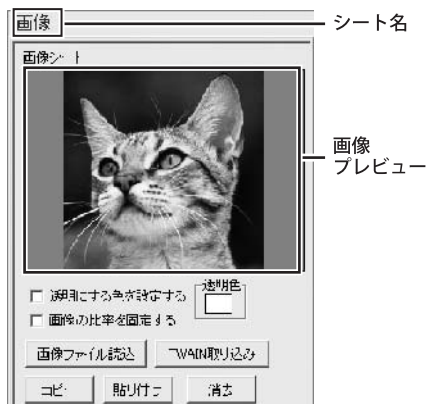 画像
シート名
画像シート
画像
プレビュー
透明にする色を設定する
透明色
画像の比率を固定する
画像ファイル読込
TWAIN取り込み
コピー
貼り付け
消去